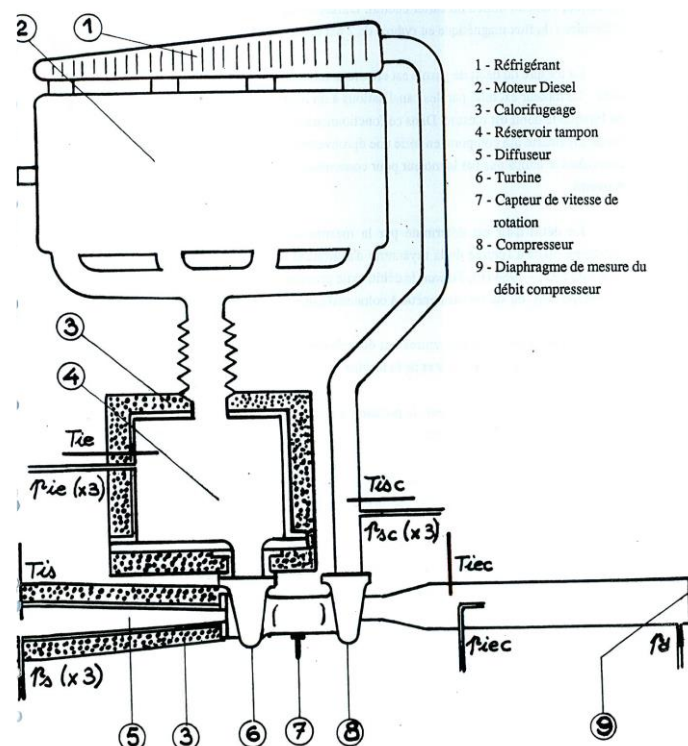 1
2
1 - Réfrigérant
2 - Moteur Diesel
3 - Calorifugeage
4 - Réservoir tampon
5 - Diffuseur
6 - Turbine
7 - Capteur de vitesse de
rotation
8 - Compresseur
9 - Diaphragme de mesure du
débit compresseur
3
4
Tie
pie (x3)
Tisc
psc (x3)
Tis
Tiec
ps (x3)
piec
pd
5
3
6
7
8
9